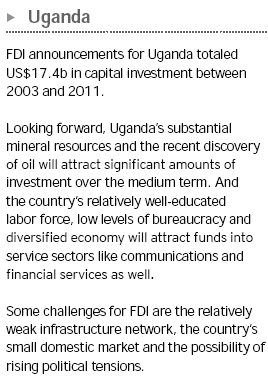 Uganda
FDI announcements for Uganda totaled
US$17.4b in capital investment between
2003 and 2011.
Looking forward, Uganda's substantial
mineral resources and the recent discovery
of oil will attract significant amounts of
investment over the medium term. And
the country's relatively well-educated
labor force, low levels of bureaucracy and
diversified economy will attract funds into
service sectors like communications and
financial services as well.
Some challenges for FDI are the relatively
weak infrastructure network, the country's
small domestic market and the possibility of
rising political tensions.